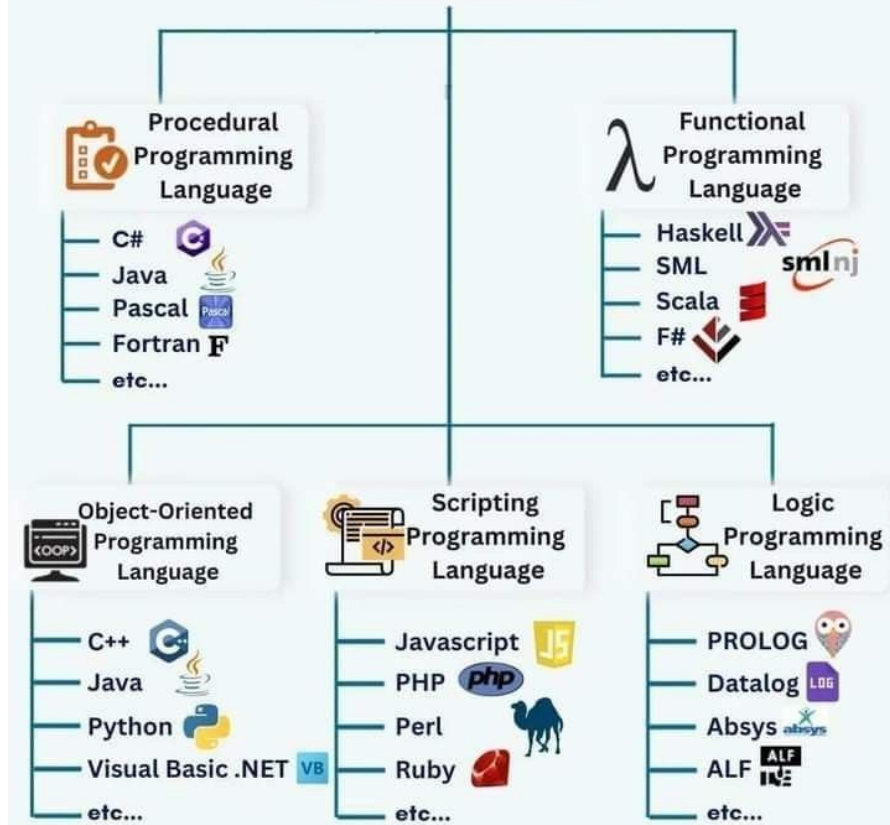 Procedural
Programming
Language
C#
Java
Pascal
Pascal
Fortran F
etc...
λ
Functional
Programming
Language
Haskell
SML
smlnj
Scala
F#
etc...
<OOP>
Object-Oriented
Programming
Language
C++
Java
Python
Visual Basic .NET VB
etc...
</>
Scripting
Programming
Language
Javascript JS
PHP php
Perl
Ruby
etc...
Logic
Programming
Language
PROLOG
Datalog LOG
Absys absys
ALF ALF
etc...